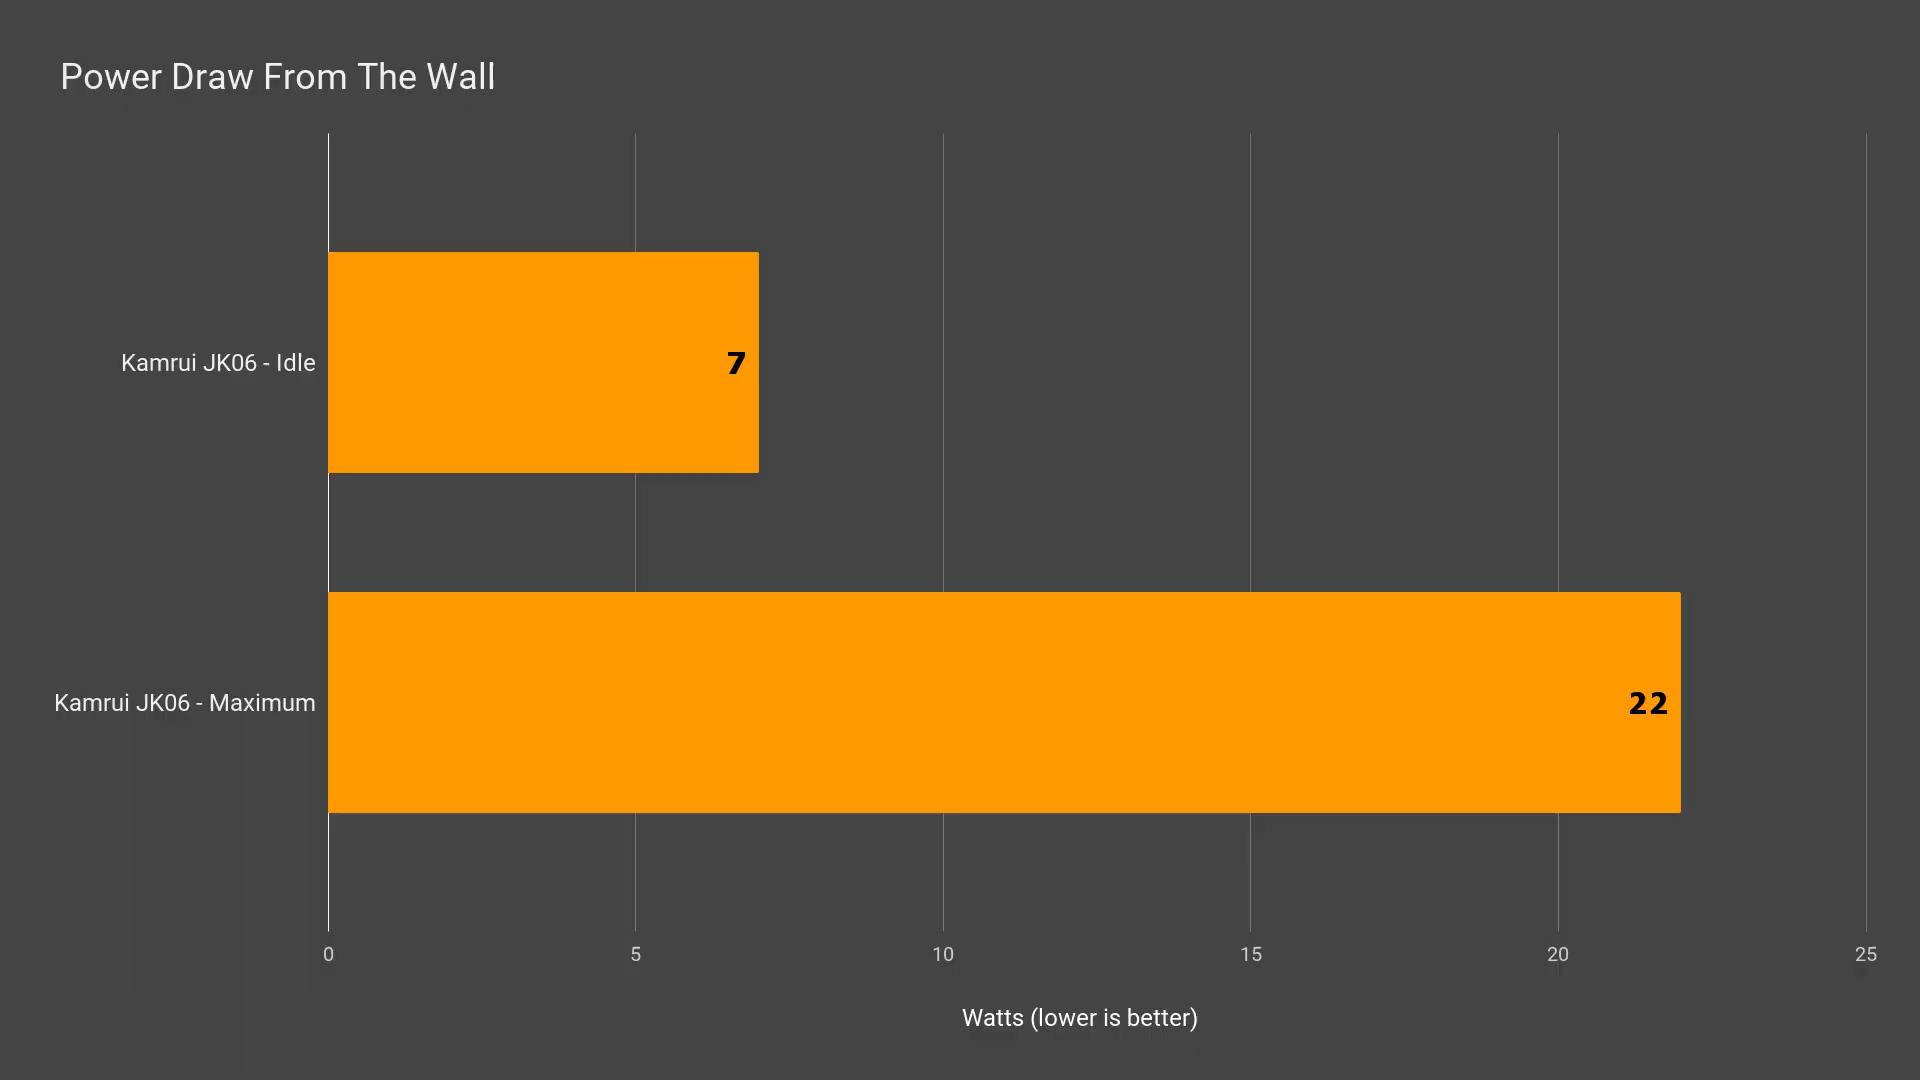 Power Draw From The Wall
Kamrui JK06 - Idle
7
Kamrui JK06 - Maximum
22
0 5 10 15 20 25
Watts (lower is better)